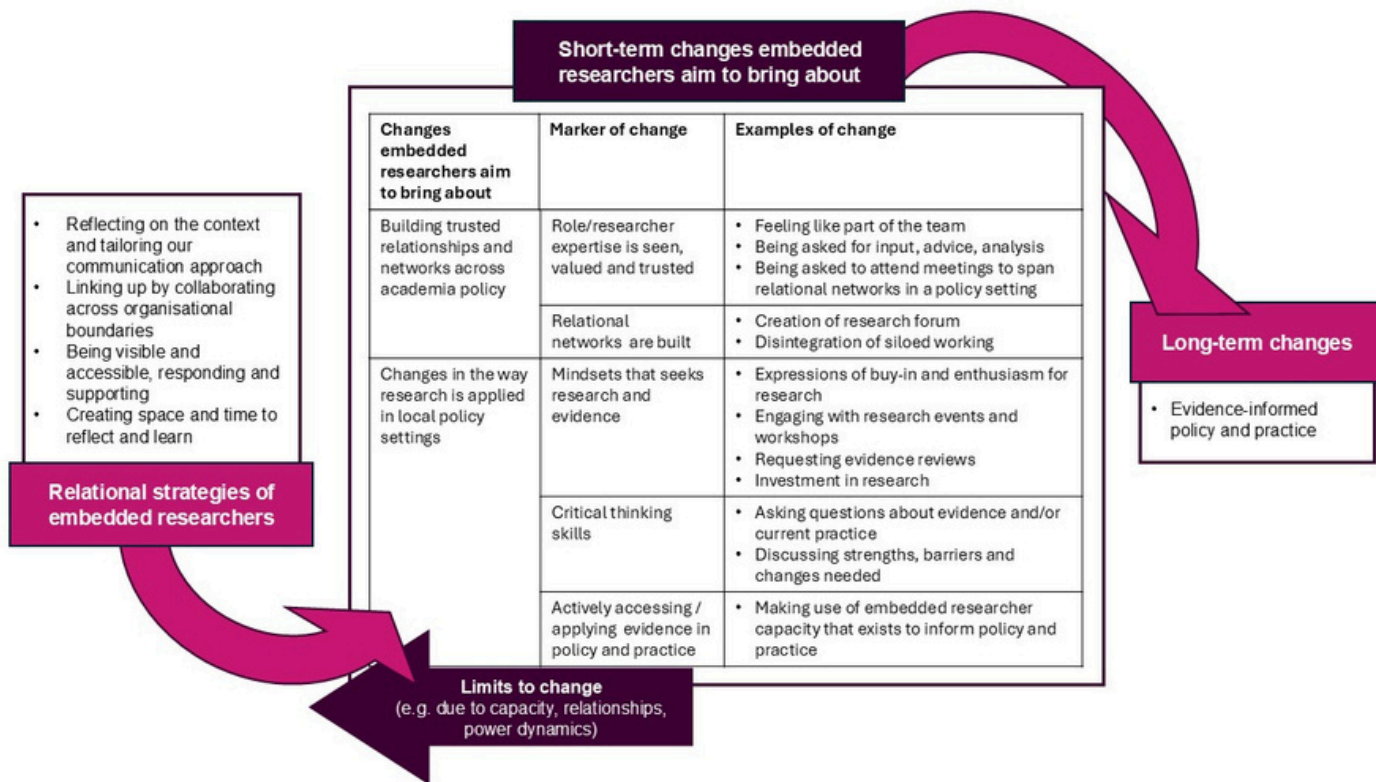 Short-term changes embedded
researchers aim to bring about
Changes
embedded
researchers aim
to bring about
Marker of change
Examples of change
Building trusted
relationships and
networks across
academia policy
Role/researcher
expertise is seen,
valued and trusted
• Feeling like part of the team
• Being asked for input, advice, analysis
• Being asked to attend meetings to span
relational networks in a policy setting
Relational
networks are built
• Creation of research forum
• Disintegration of siloed working
Changes in the way
research is applied
in local policy
settings
Mindsets that seeks
research and
evidence
• Expressions of buy-in and enthusiasm for
research
• Engaging with research events and
workshops
• Requesting evidence reviews
• Investment in research
Critical thinking
skills
• Asking questions about evidence and/or
current practice
• Discussing strengths, barriers and
changes needed
Actively accessing /
applying evidence in
policy and practice
• Making use of embedded researcher
capacity that exists to inform policy and
practice
• Reflecting on the context
and tailoring our
communication approach
• Linking up by collaborating
across organisational
boundaries
• Being visible and
accessible, responding and
supporting
• Creating space and time to
reflect and learn
Relational strategies of
embedded researchers
Limits to change
(e.g. due to capacity, relationships,
power dynamics)
Long-term changes
• Evidence-informed
policy and practice